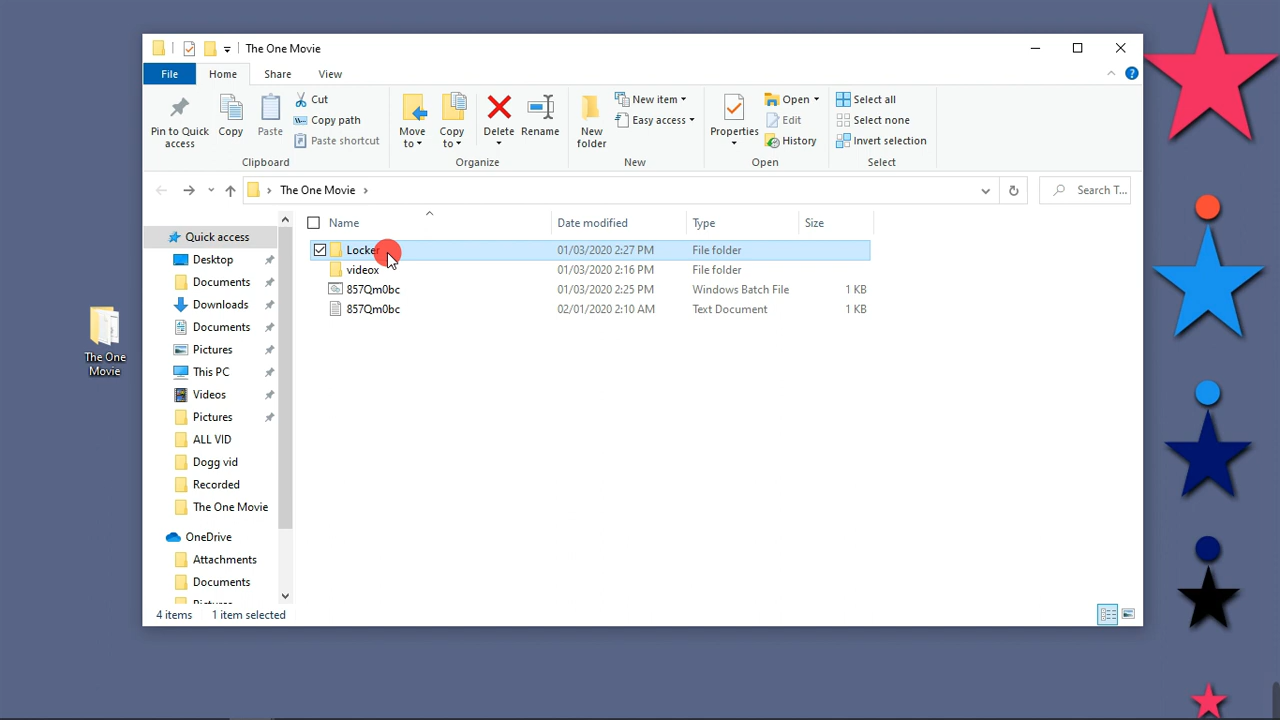 The One Movie
File Home Share View
Pin to Quick access
Copy
Paste
Cut
Copy path
Paste shortcut
Clipboard
Move to
Copy to
Delete
Rename
Organize
New folder
New item
Easy access
New
Properties
Open
Edit
History
Open
Select all
Select none
Invert selection
Select
The One Movie
Search T...
Name Date modified Type Size
Locker 01/03/2020 2:27 PM File folder
videox 01/03/2020 2:16 PM File folder
857Qm0bc 01/03/2020 2:25 PM Windows Batch File 1 KB
857Qm0bc 02/01/2020 2:10 AM Text Document 1 KB
Quick access
Desktop
Documents
Downloads
Documents
Pictures
This PC
Videos
Pictures
ALL VID
Dogg vid
Recorded
The One Movie
OneDrive
Attachments
Documents
4 items 1 item selected
The One
Movie